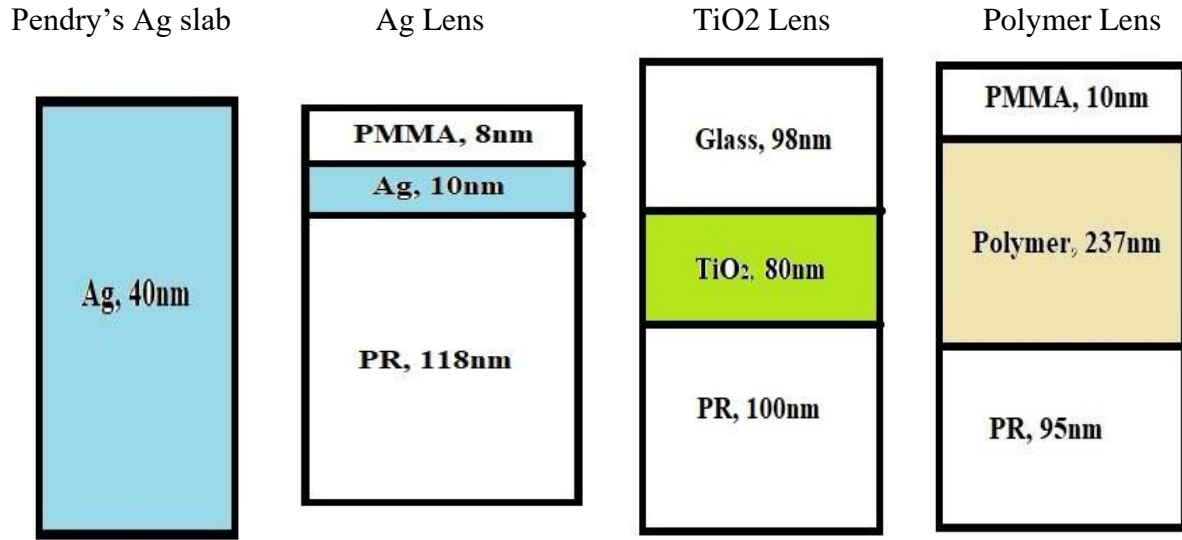 Pendry’s Ag slab
Ag Lens
TiO2 Lens
Polymer Lens
Ag, 40nm
PMMA, 8nm
Ag, 10nm
PR, 118nm
Glass, 98nm
TiO₂, 80nm
PR, 100nm
PMMA, 10nm
Polymer, 237nm
PR, 95nm